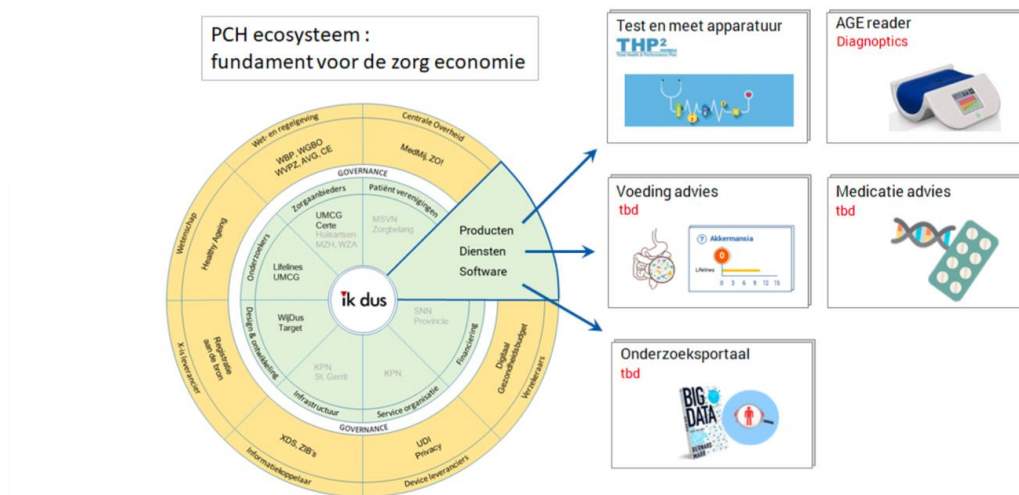 PCH ecosysteem :
fundament voor de zorg economie
Wet- en regelgeving
Centrale Overheid
WBP, WGBO
WVPZ, AVG, CE
MedMij, ZO!
GOVERNANCE
Zorgaanbieders
Patiënt verenigingen
UMCG
Certe
Huisartsen
MZH, WZA
MSVN
Zorgbelang
Wetenschap
Healthy Ageing
Onderzoekers
Lifelines
UMCG
Producten
Diensten
Software
ik dus
Design & ontwikkeling
WijDus
Target
SNN
Provincie
Financiering
X-is leverancier
Registratie
aan de bron
Digitaal
Gezondheidsbudget
Verzekeraars
KPN
St. Gerrit
KPN
Infrastructuur
Service organisatie
GOVERNANCE
XDS, ZIB's
Informatiekoppelaar
UDI
Privacy
Device leveranciers
Test en meet apparatuur
THP2
AGE reader
Diagnoptics
Voeding advies
tbd
? Akkermansia
0
Lifelines
0 3 6 9 12 15
Medicatie advies
tbd
Onderzoeksportaal
tbd
BIG
DATA
BERNARD
MARR